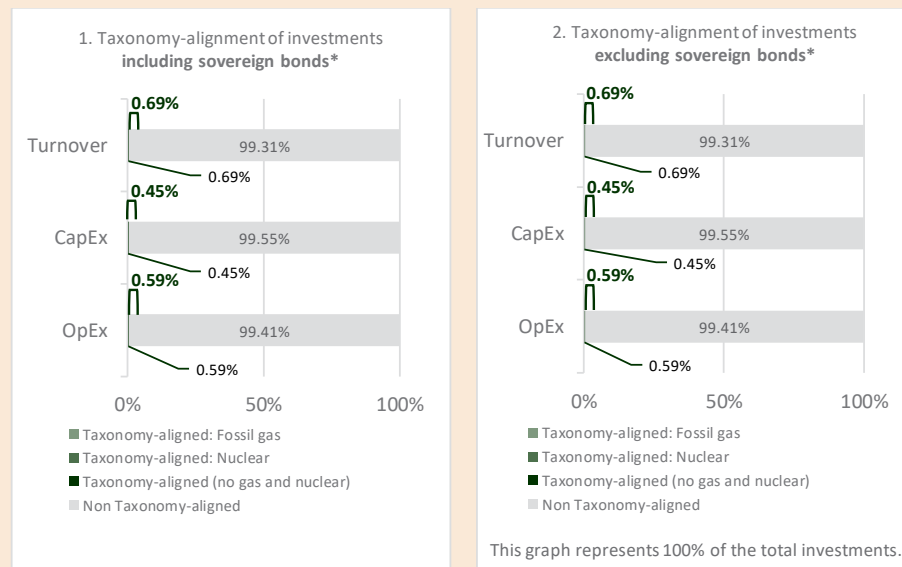 1. Taxonomy-alignment of investments
including sovereign bonds*
0.69%
Turnover
99.31%
0.69%
0.45%
CapEx
99.55%
0.45%
0.59%
OpEx
99.41%
0.59%
0%
50%
100%
Taxonomy-aligned: Fossil gas
Taxonomy-aligned: Nuclear
Taxonomy-aligned (no gas and nuclear)
Non Taxonomy-aligned
2. Taxonomy-alignment of investments
excluding sovereign bonds*
0.69%
Turnover
99.31%
0.69%
0.45%
CapEx
99.55%
0.45%
0.59%
OpEx
99.41%
0.59%
0%
50%
100%
Taxonomy-aligned: Fossil gas
Taxonomy-aligned: Nuclear
Taxonomy-aligned (no gas and nuclear)
Non Taxonomy-aligned
This graph represents 100% of the total investments.